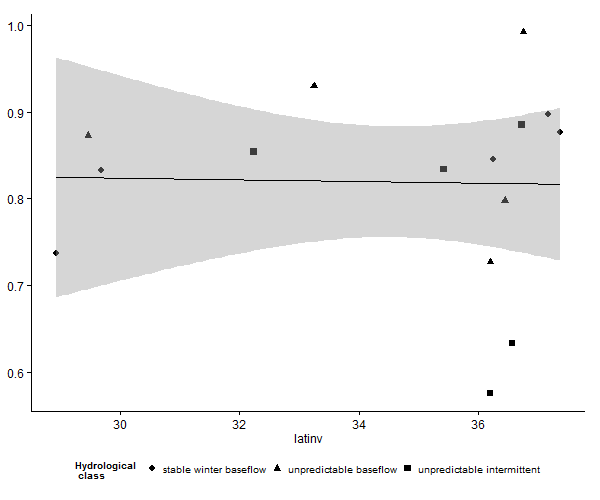 1.0
0.9
0.8
0.7
0.6
30 32 34 36
latinv
Hydrological
class
stable winter baseflow unpredictable baseflow unpredictable intermittent